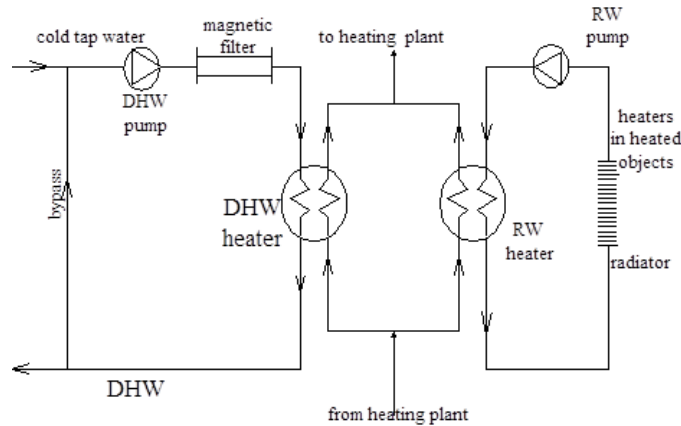 cold tap water
magnetic
filter
to heating plant
RW
pump
DHW
pump
heaters
in heated
objects
bypass
DHW
heater
RW
heater
radiator
DHW
from heating plant